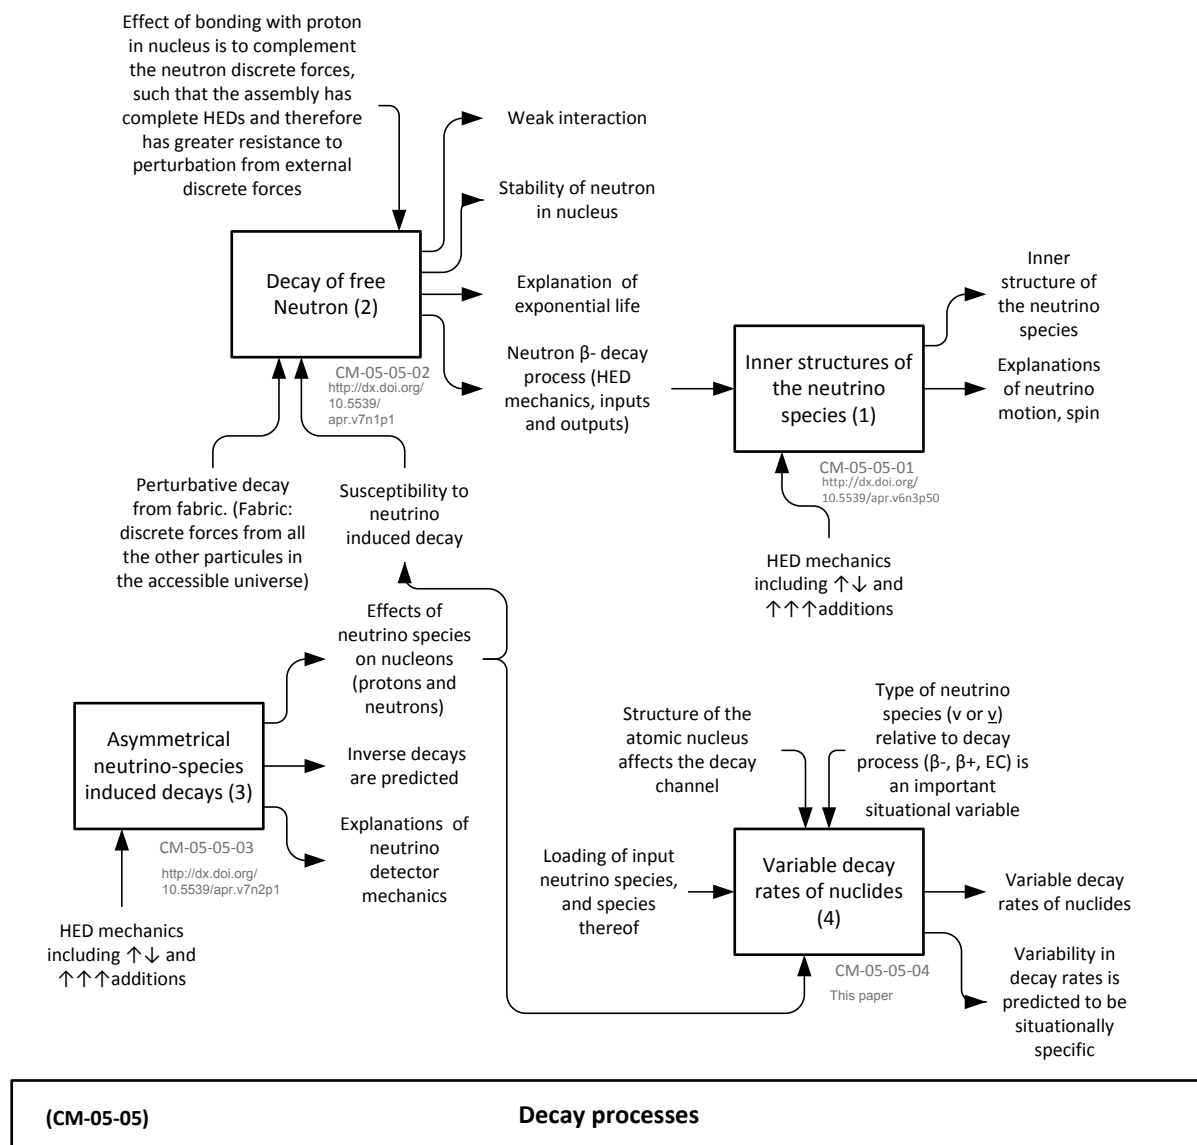 Effect of bonding with proton
in nucleus is to complement
the neutron discrete forces,
such that the assembly has
complete HEDs and therefore
has greater resistance to
perturbation from external
discrete forces
Weak interaction
Stability of neutron
in nucleus
Decay of free
Neutron (2)
Explanation of
exponential life
Neutron β- decay
process (HED
mechanics, inputs
and outputs)
CM-05-05-02
http://dx.doi.org/
10.5539/
apr.v7n1p1
Inner
structure of
the neutrino
species
Inner structures of
the neutrino
species (1)
Explanations
of neutrino
motion, spin
CM-05-05-01
http://dx.doi.org/
10.5539/apr.v6n3p50
Perturbative decay
from fabric. (Fabric:
discrete forces from all
the other particules in
the accessible universe)
Susceptibility to
neutrino
induced decay
HED mechanics
including ↑↓ and
↑↑↑additions
Effects of
neutrino species
on nucleons
(protons and
neutrons)
Asymmetrical
neutrino-species
induced decays (3)
Inverse decays
are predicted
Explanations of
neutrino
detector
mechanics
CM-05-05-03
http://dx.doi.org/
10.5539/apr.v7n2p1
HED mechanics
including ↑↓ and
↑↑↑additions
Structure of the
atomic nucleus
affects the decay
channel
Type of neutrino
species (v or v)
relative to decay
process (β-, β+, EC) is
an important
situational variable
Loading of input
neutrino species,
and species
thereof
Variable decay
rates of nuclides
(4)
Variable decay
rates of nuclides
CM-05-05-04
This paper
Variability in
decay rates is
predicted to be
situationally
specific
(CM-05-05)
Decay processes